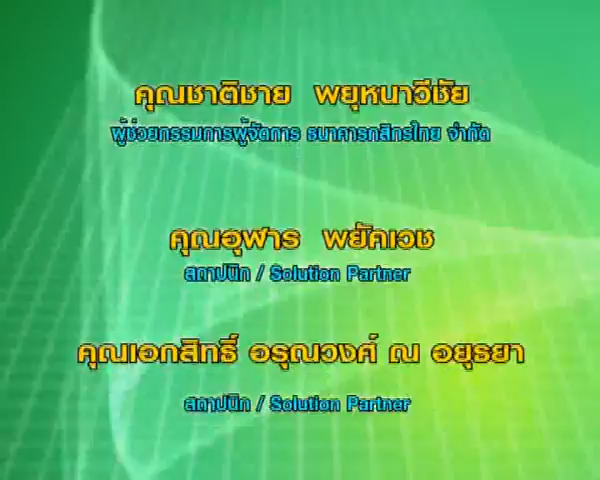 คุณชาติชาย พยุหนาวีชัย
ผู้ช่วยกรรมการผู้จัดการ ธนาคารกสิกรไทย จำกัด
คุณอุฬาร พยัคเวช
สถาปนิก / Solution Partner
คุณเอกสิทธิ์ อรุณวงศ์ ณ อยุธยา
สถาปนิก / Solution Partner